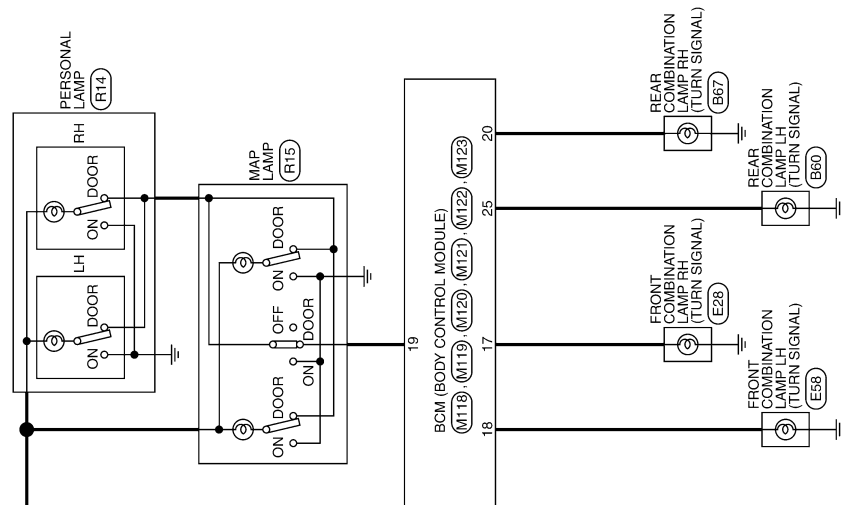 PERSONAL
LAMP
R14
RH
DOOR
ON
LH
DOOR
ON
MAP
LAMP
R15
DOOR
ON
OFF
DOOR
ON
DOOR
ON
19
BCM (BODY CONTROL MODULE)
M118 , M119 , M120 , M121 , M122 , M123
20
25
17
18
REAR
COMBINATION
LAMP RH
(TURN SIGNAL)
B67
REAR
COMBINATION
LAMP LH
(TURN SIGNAL)
B60
FRONT
COMBINATION
LAMP RH
(TURN SIGNAL)
E28
FRONT
COMBINATION
LAMP LH
(TURN SIGNAL)
E58